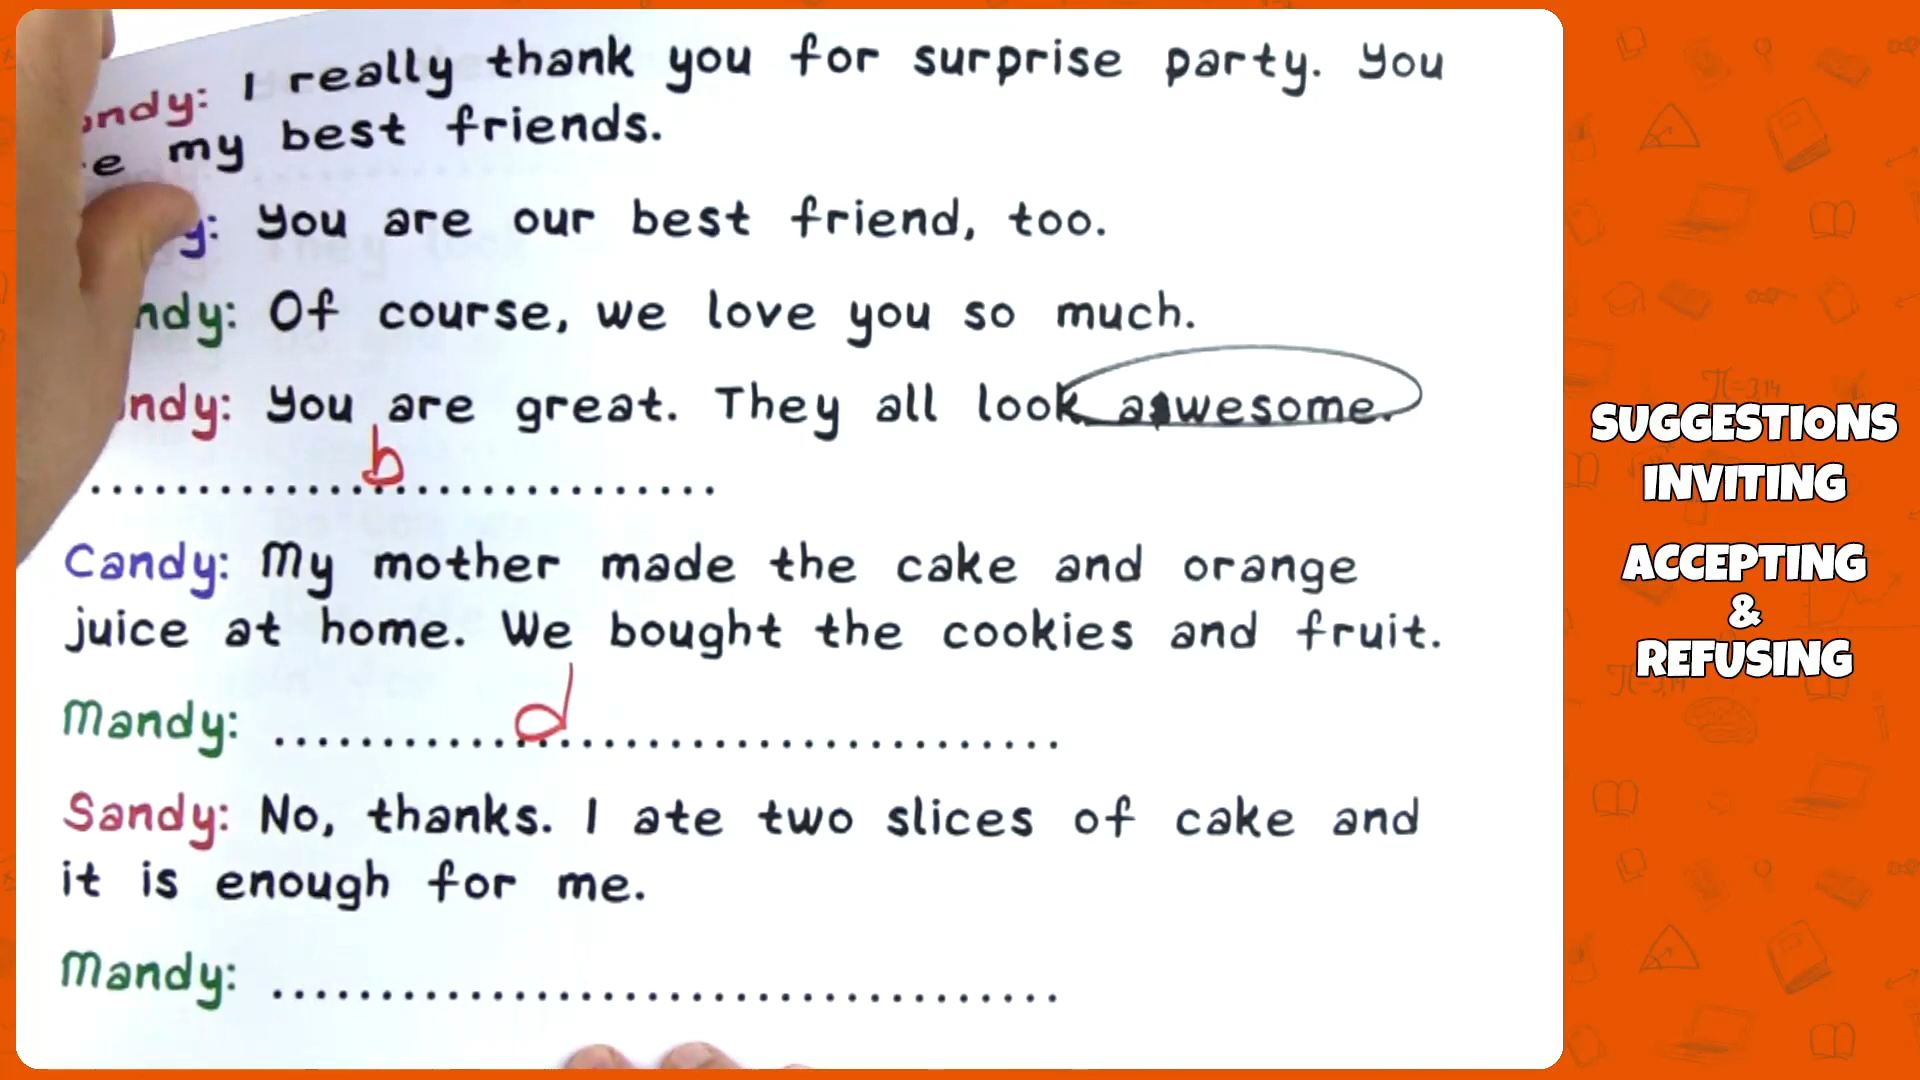 ndy: I really thank you for surprise party. You
e my best friends.
y: You are our best friend, too.
ndy: Of course, we love you so much.
ndy: You are great. They all look awesome.
b
..............................
Candy: My mother made the cake and orange
juice at home. We bought the cookies and fruit.
d
Mandy: ..............................
Sandy: No, thanks. I ate two slices of cake and
it is enough for me.
Mandy: ..............................
SUGGESTIONS
INVITING
ACCEPTING
&
REFUSING